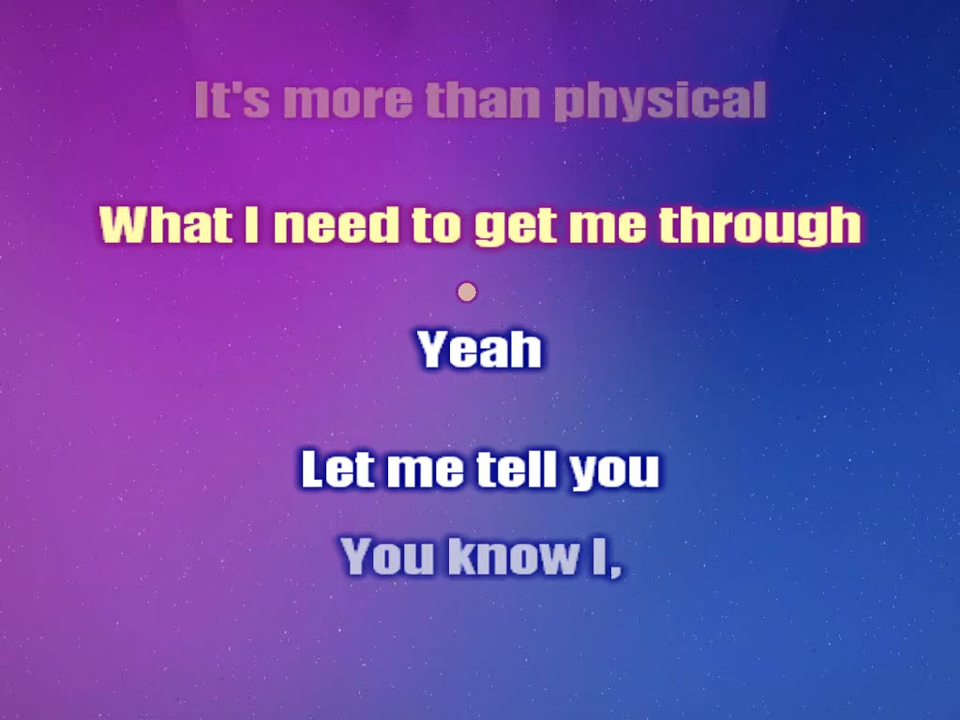 It's more than physical
What I need to get me through
Yeah
Let me tell you
You know I,